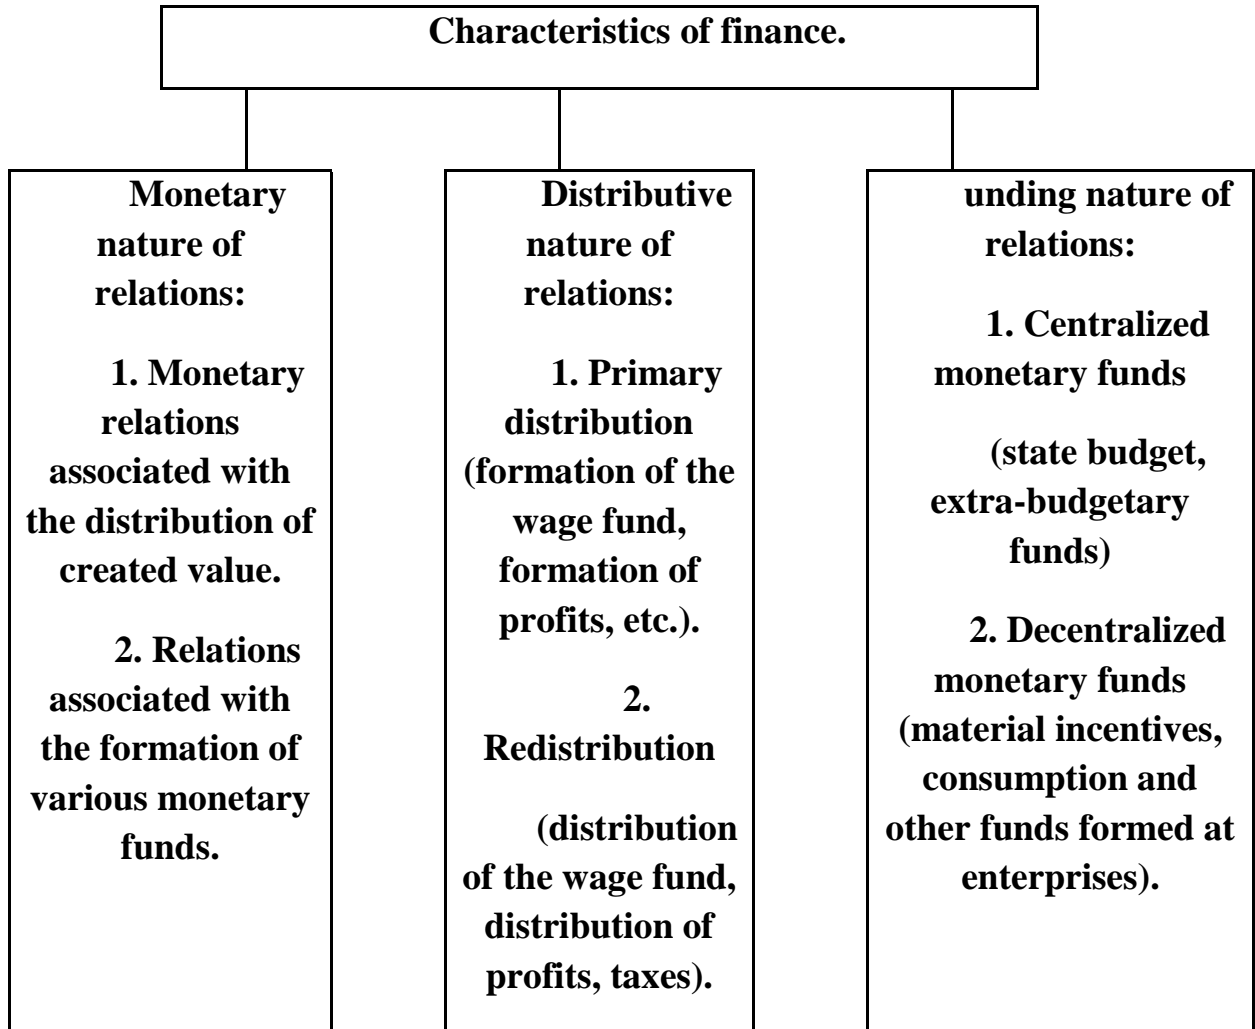 Characteristics of finance.
Monetary
nature of
relations:
1. Monetary
relations
associated with
the distribution of
created value.
2. Relations
associated with
the formation of
various monetary
funds.
Distributive
nature of
relations:
1. Primary
distribution
(formation of the
wage fund,
formation of
profits, etc.).
2.
Redistribution
(distribution
of the wage fund,
distribution of
profits, taxes).
unding nature of
relations:
1. Centralized
monetary funds
(state budget,
extra-budgetary
funds)
2. Decentralized
monetary funds
(material incentives,
consumption and
other funds formed at
enterprises).